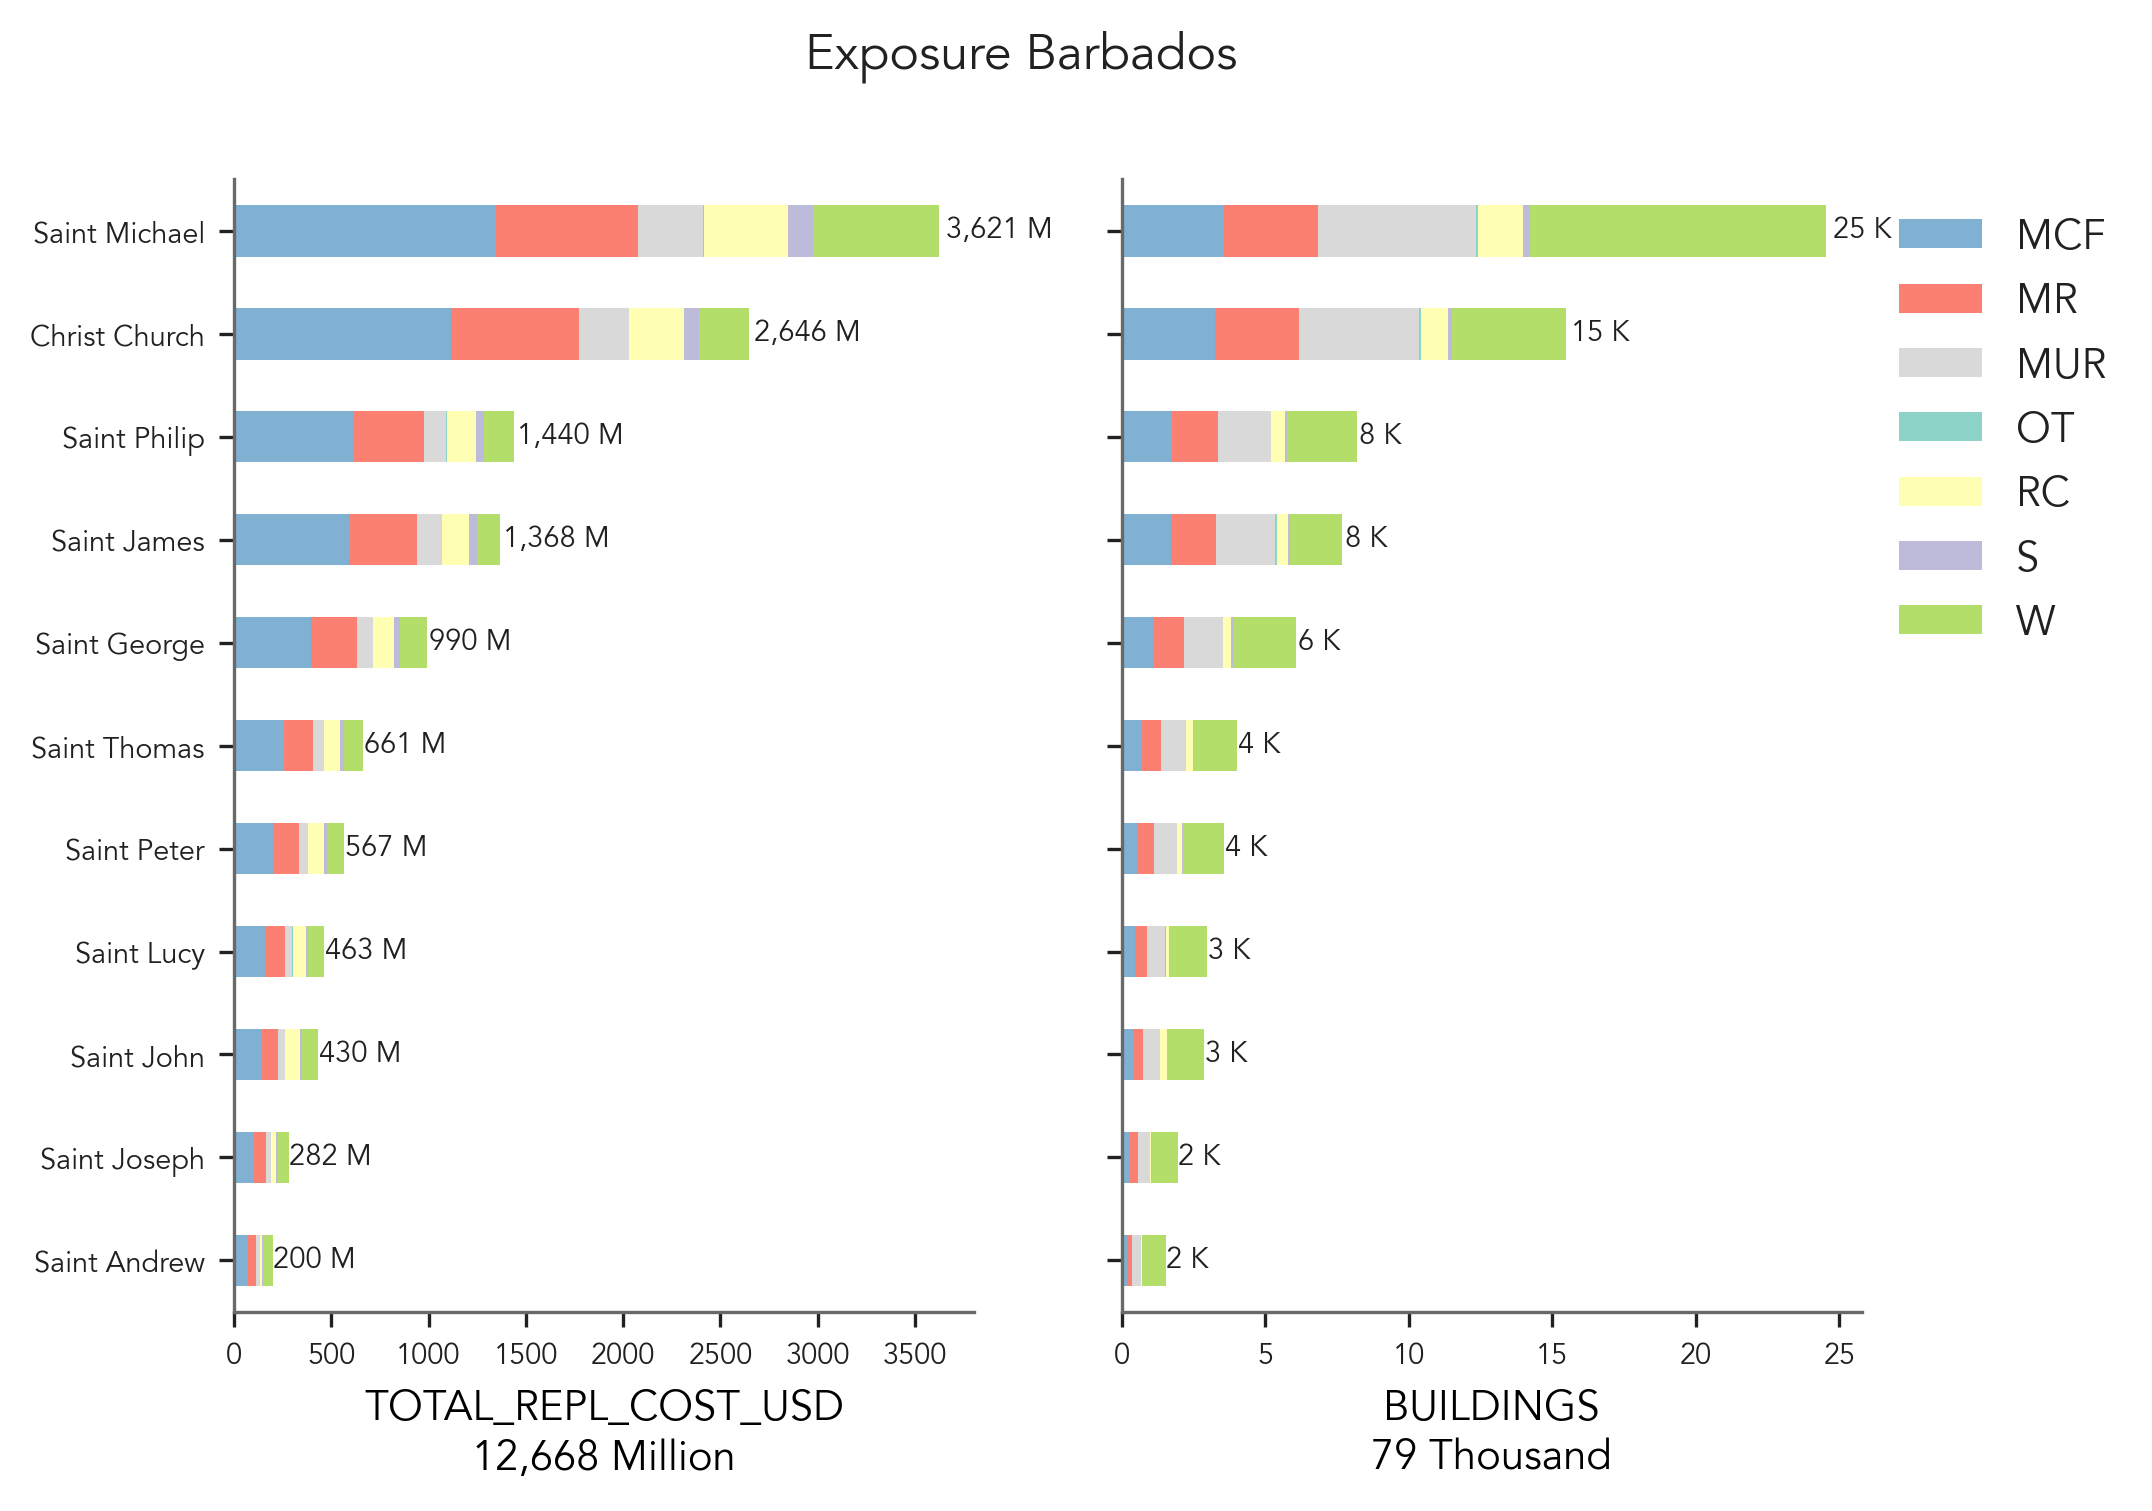 Exposure Barbados
Saint Michael
3,621 M
25 K
Christ Church
2,646 M
15 K
Saint Philip
1,440 M
8 K
Saint James
1,368 M
8 K
Saint George
990 M
6 K
Saint Thomas
661 M
4 K
Saint Peter
567 M
4 K
Saint Lucy
463 M
3 K
Saint John
430 M
3 K
Saint Joseph
282 M
2 K
Saint Andrew
200 M
2 K
0 500 1000 1500 2000 2500 3000 3500
TOTAL_REPL_COST_USD
12,668 Million
0 5 10 15 20 25
BUILDINGS
79 Thousand
MCF
MR
MUR
OT
RC
S
W